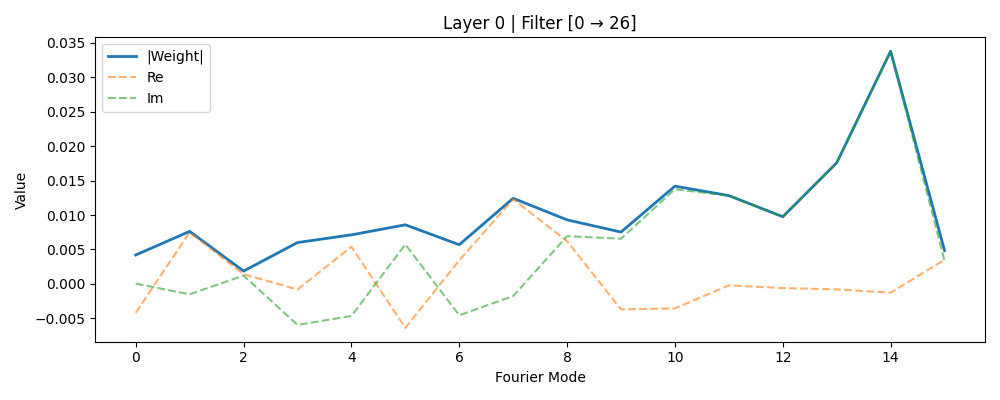 Layer 0 | Filter [0 → 26]
0.035
0.030
0.025
0.020
0.015
0.010
0.005
0.000
−0.005
Value
|Weight|
Re
Im
0 2 4 6 8 10 12 14
Fourier Mode